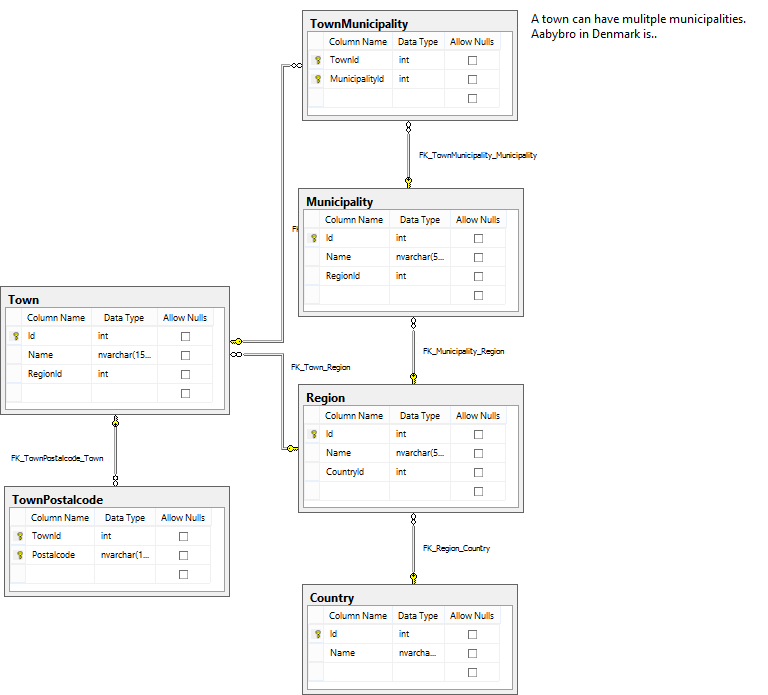 TownMunicipality
Column Name Data Type Allow Nulls
TownId int
MunicipalityId int
A town can have mulitple municipalities.
Aabybro in Denmark is..
FK_TownMunicipality_Municipality
Municipality
Column Name Data Type Allow Nulls
Id int
Name nvarchar(5...
RegionId int
FK
Town
Column Name Data Type Allow Nulls
Id int
Name nvarchar(15...
RegionId int
FK_Municipality_Region
FK_Town_Region
Region
Column Name Data Type Allow Nulls
Id int
Name nvarchar(5...
CountryId int
FK_TownPostalcode_Town
TownPostalcode
Column Name Data Type Allow Nulls
TownId int
Postalcode nvarchar(1...
FK_Region_Country
Country
Column Name Data Type Allow Nulls
Id int
Name nvarcha...